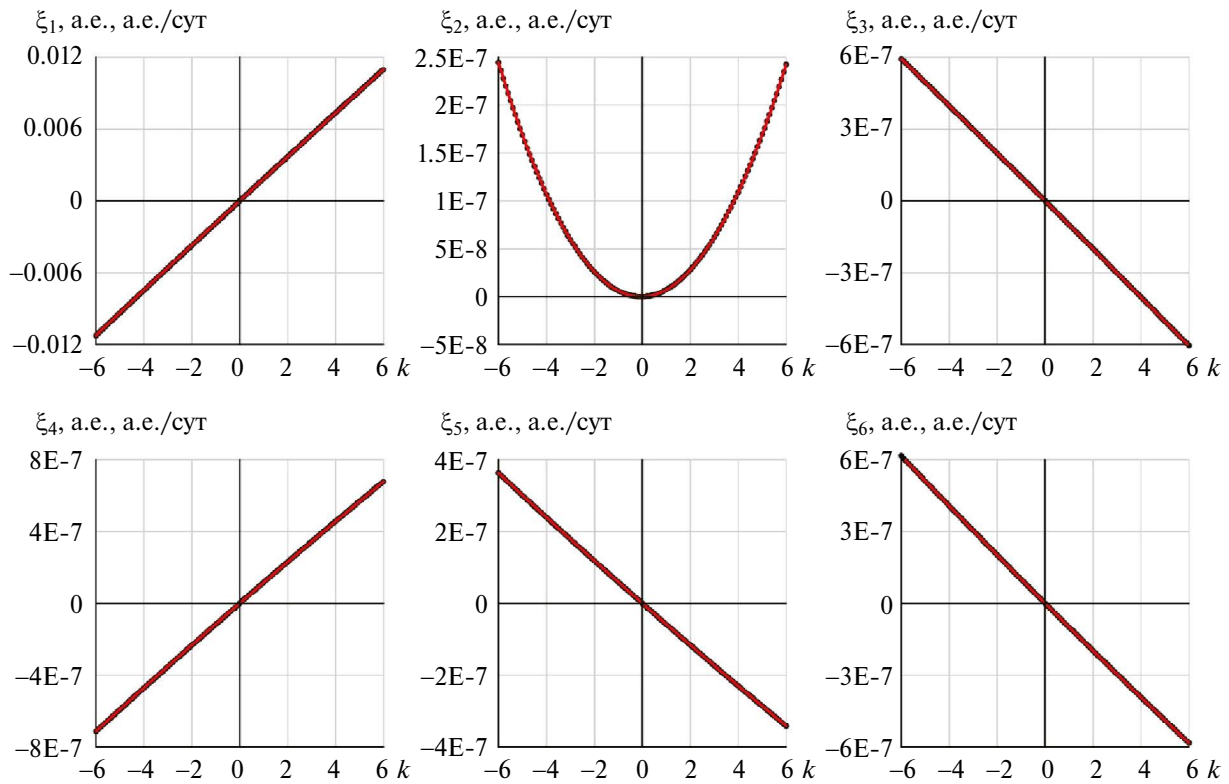 ξ1, а.е., а.е./сут
0.012
0.006
0
−0.006
−0.012
−6 −4 −2 0 2 4 6 k
ξ2, а.е., а.е./сут
2.5E-7
2E-7
1.5E-7
1E-7
5E-8
0
−5E-8
−6 −4 −2 0 2 4 6 k
ξ3, а.е., а.е./сут
6E-7
3E-7
0
−3E-7
−6E-7
−6 −4 −2 0 2 4 6 k
ξ4, а.е., а.е./сут
8E-7
4E-7
0
−4E-7
−8E-7
−6 −4 −2 0 2 4 6 k
ξ5, а.е., а.е./сут
4E-7
2E-7
0
−2E-7
−4E-7
−6 −4 −2 0 2 4 6 k
ξ6, а.е., а.е./сут
6E-7
3E-7
0
−3E-7
−6E-7
−6 −4 −2 0 2 4 6 k